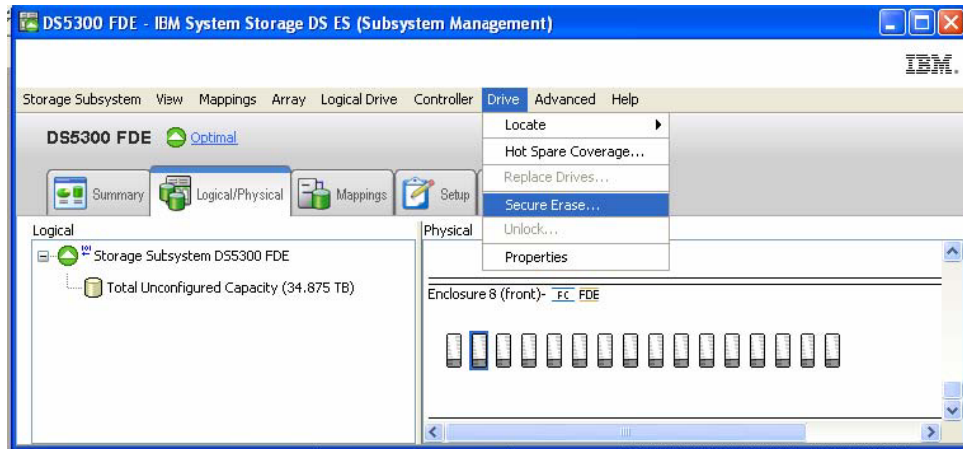 DS5300 FDE - IBM System Storage DS ES (Subsystem Management)
IBM.
Storage Subsystem View Mappings Array Logical Drive Controller Drive Advanced Help
DS5300 FDE Optimal
Locate
Hot Spare Coverage...
Replace Drives...
Secure Erase...
Unlock...
Properties
Summary Logical/Physical Mappings Setup
Logical
Storage Subsystem DS5300 FDE
Total Unconfigured Capacity (34.875 TB)
Physical
Enclosure 8 (front)- FC FDE